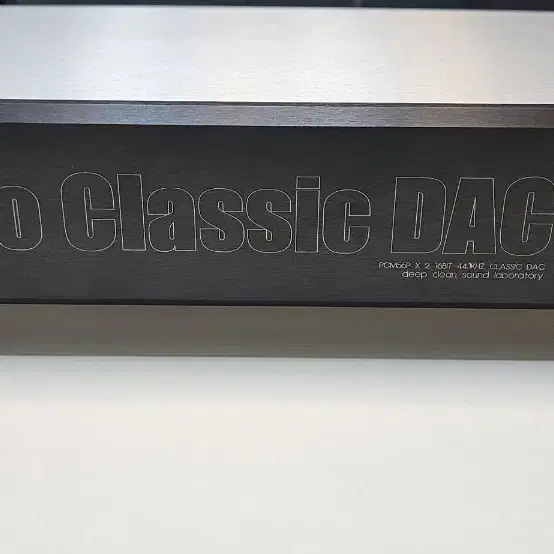 o Classic DAC
PCM56P X 2 16BIT 44.1KHZ CLASSIC DAC
deep clean sound laboratory